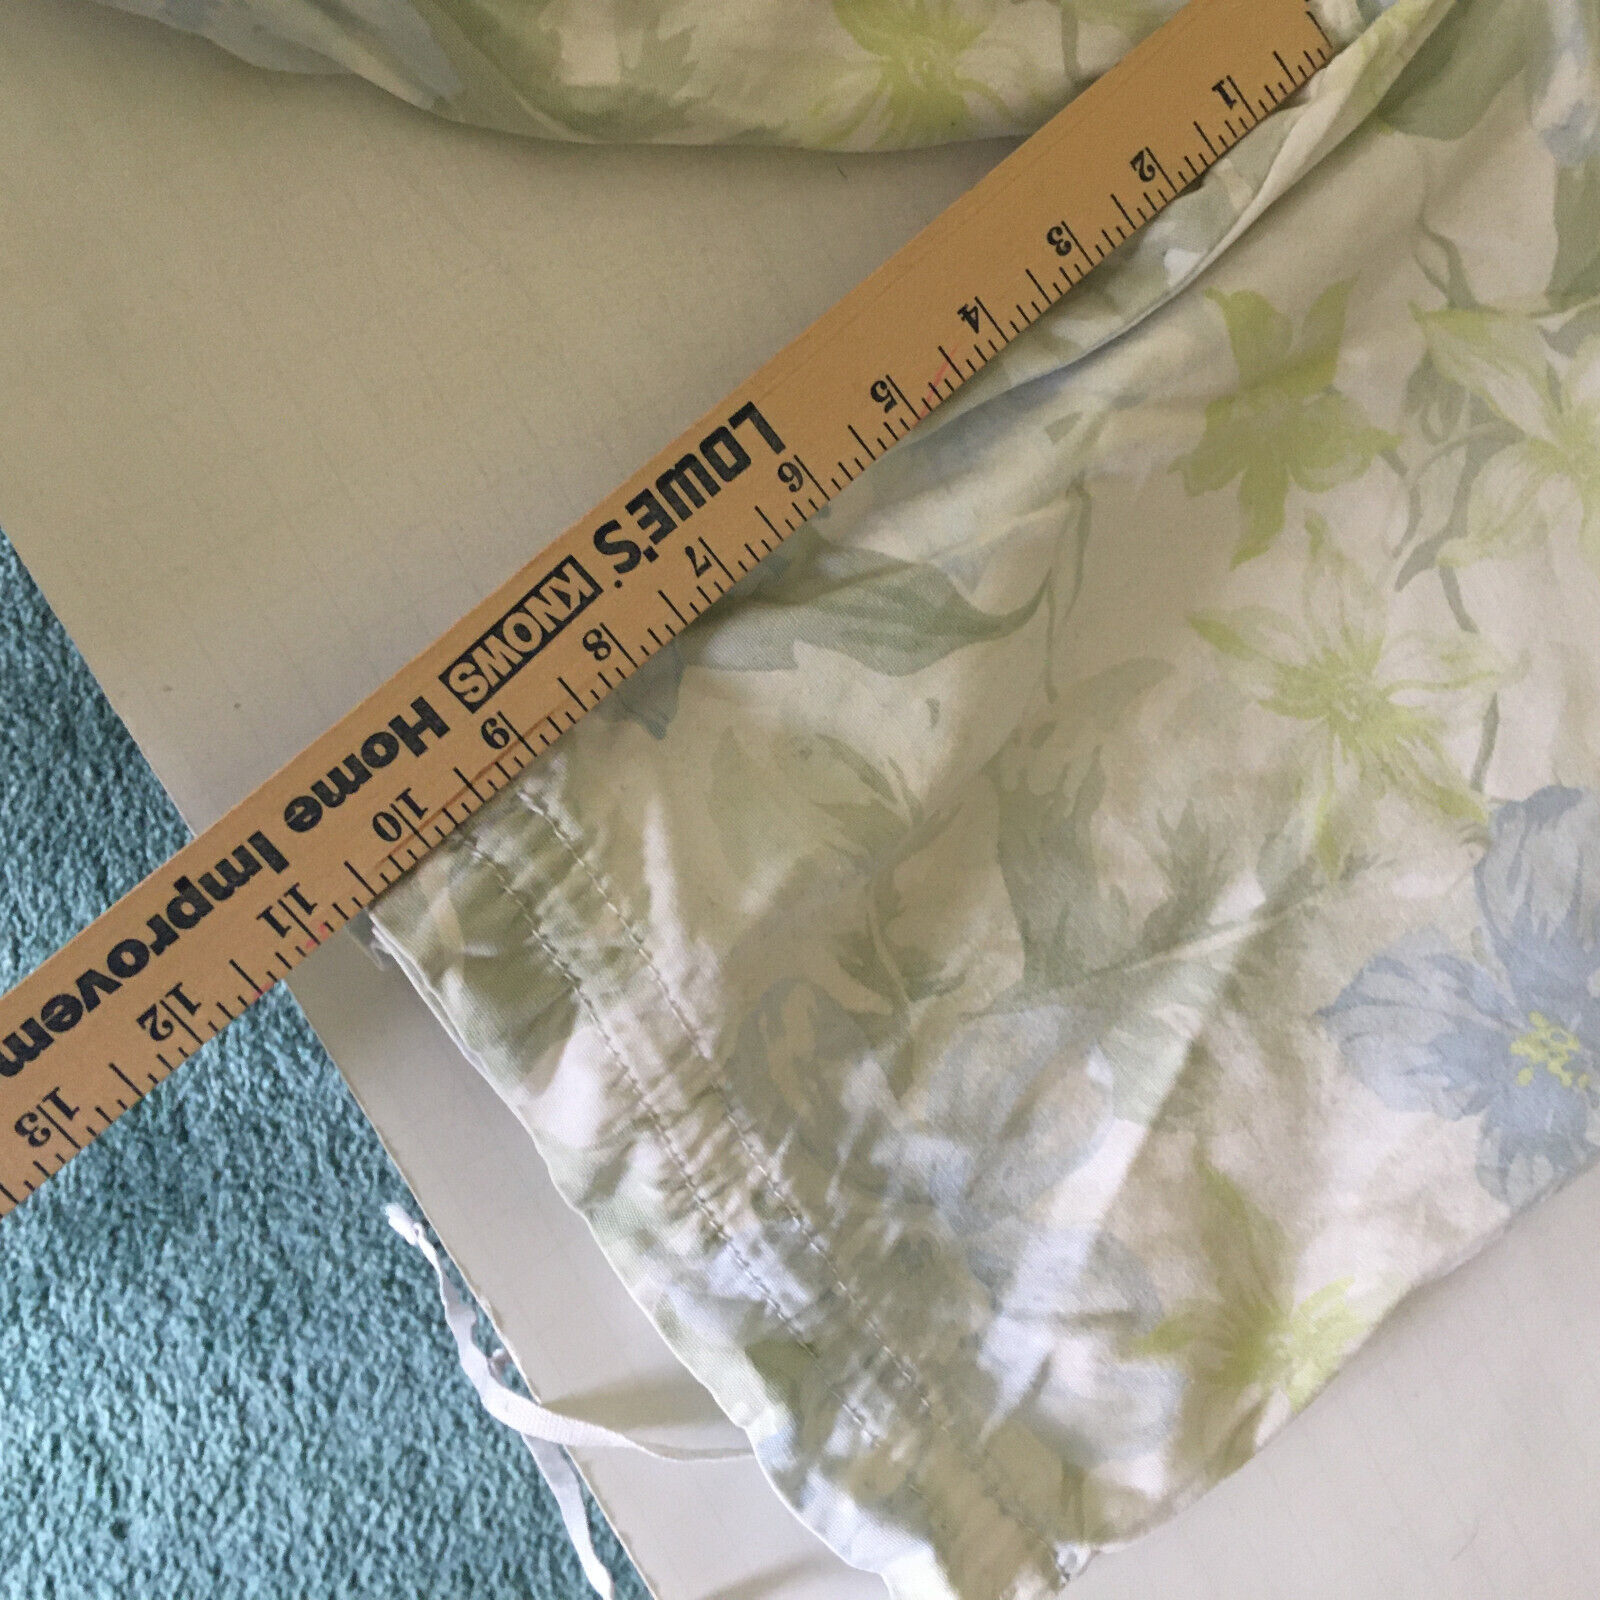 1 2 3 4 5 6 7 8 9 10 11 12 13
LOWE'S KNOWS Home Improvem